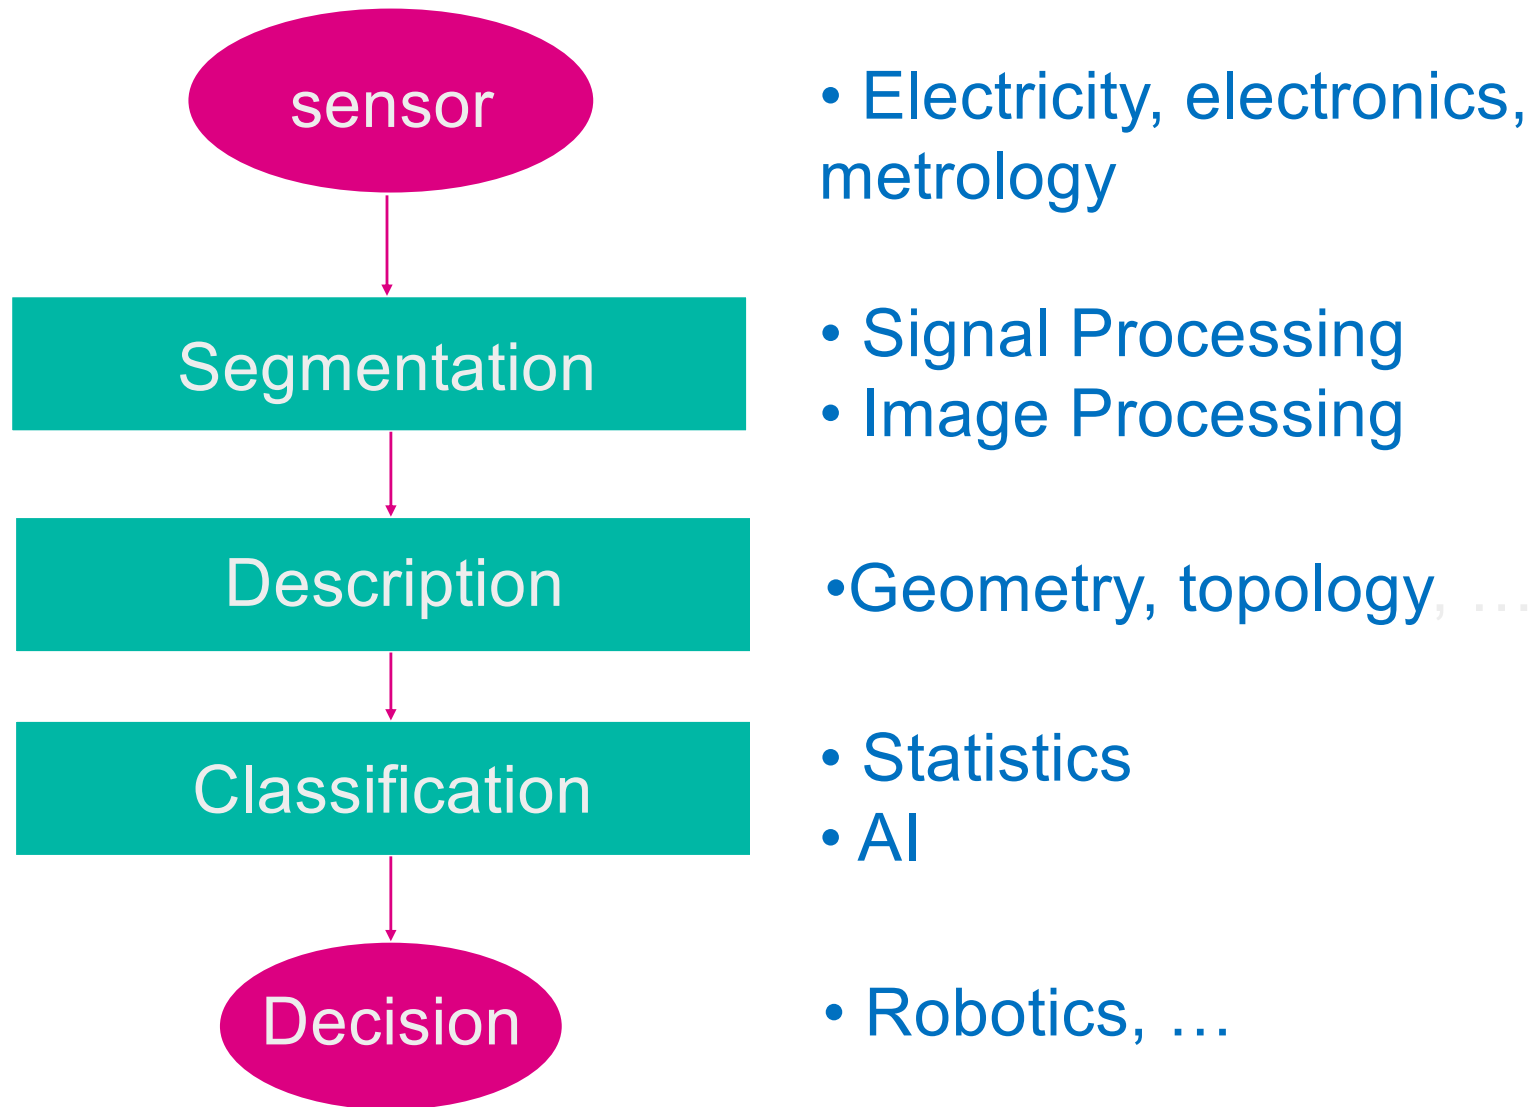 sensor
• Electricity, electronics,
metrology
Segmentation
• Signal Processing
• Image Processing
Description
•Geometry, topology, …
Classification
• Statistics
• AI
Decision
• Robotics, …